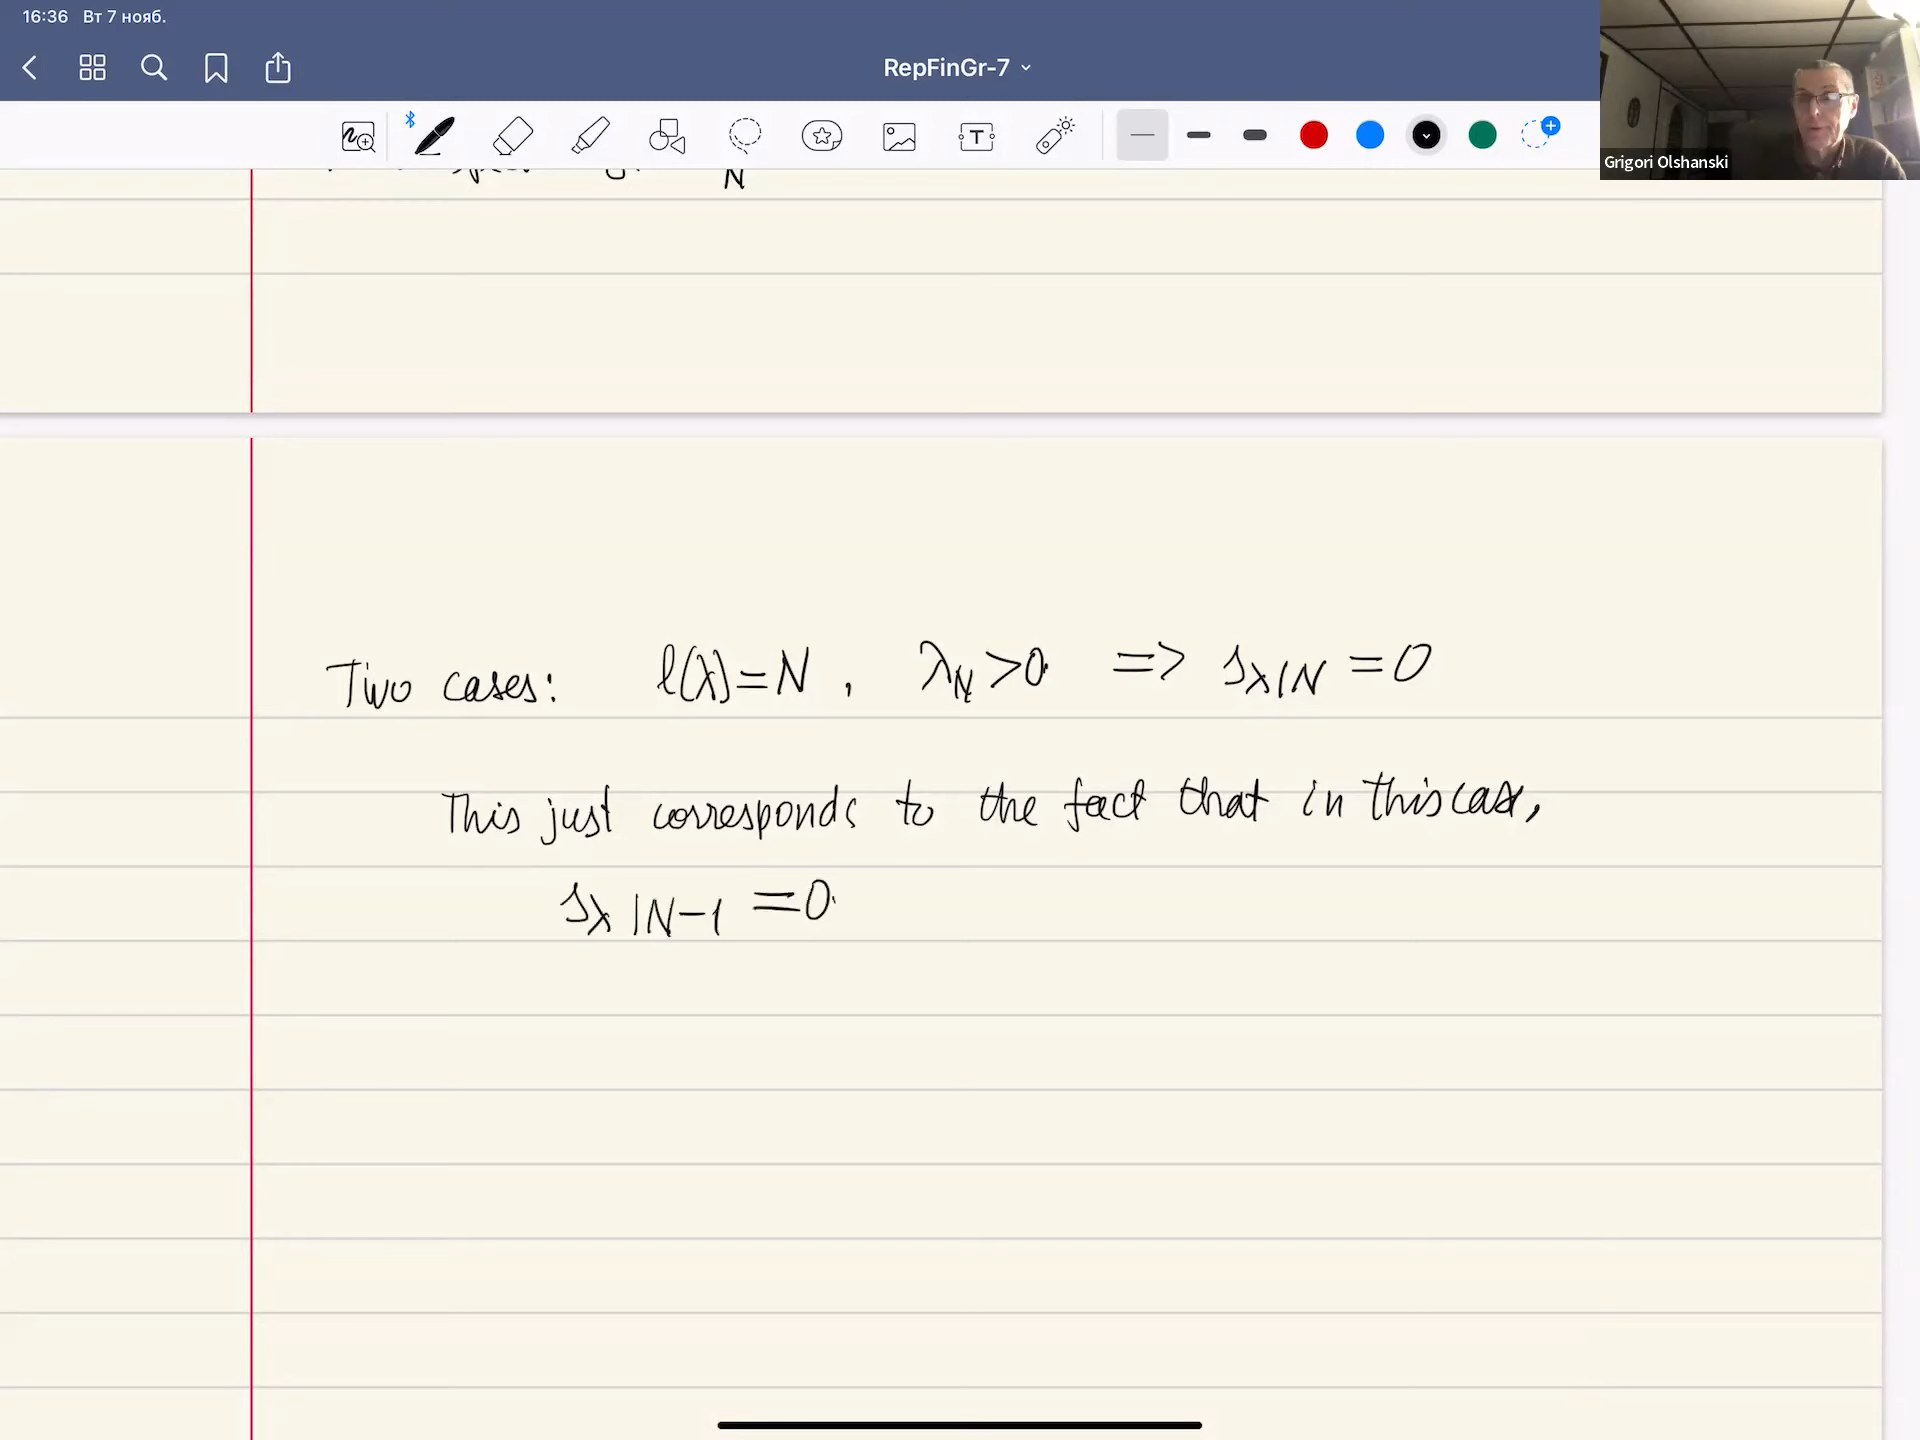 16:36 Вт 7 нояб.
RepFinGr-7
Grigori Olshanski
N
Two cases: l(λ)=N, λ_N>0 => s_λ|N =0
This just corresponds to the fact that in this case,
s_λ|N-1 =0.